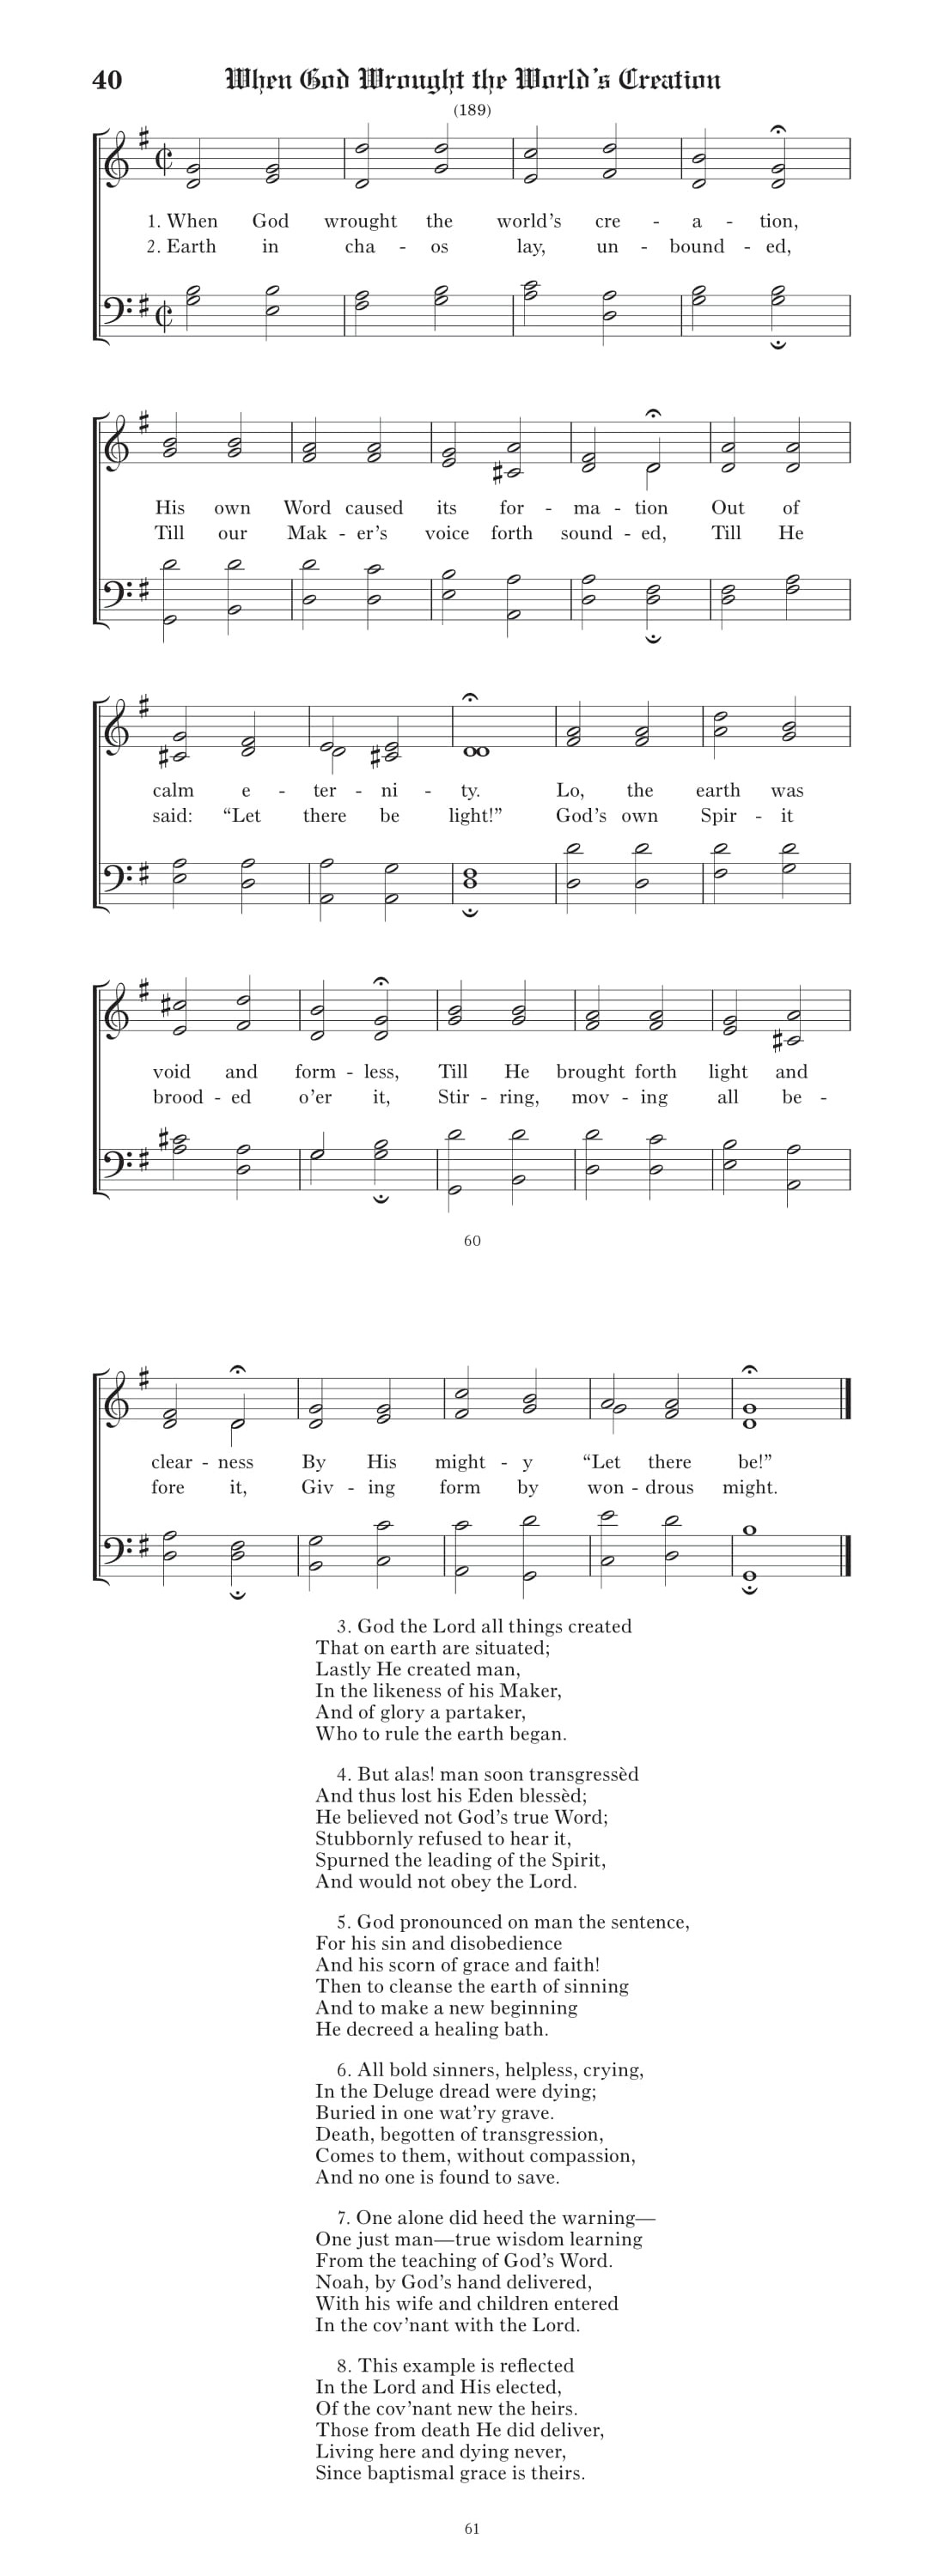 40 When God Wrought the World’s Creation
(189)
1. When God wrought the world’s cre - a - tion,
2. Earth in cha - os lay, un - bound - ed,
His own Word caused its for - ma - tion Out of
Till our Mak - er’s voice forth sound - ed, Till He
calm e - ter - ni - ty. Lo, the earth was
said: “Let there be light!” God’s own Spir - it
void and form - less, Till He brought forth light and
brood - ed o’er it, Stir - ring, mov - ing all be -
60
clear - ness By His might - y “Let there be!”
fore it, Giv - ing form by won - drous might.
3. God the Lord all things created
That on earth are situated;
Lastly He created man,
In the likeness of his Maker,
And of glory a partaker,
Who to rule the earth began.
4. But alas! man soon transgressèd
And thus lost his Eden blessèd;
He believed not God’s true Word;
Stubbornly refused to hear it,
Spurned the leading of the Spirit,
And would not obey the Lord.
5. God pronounced on man the sentence,
For his sin and disobedience
And his scorn of grace and faith!
Then to cleanse the earth of sinning
And to make a new beginning
He decreed a healing bath.
6. All bold sinners, helpless, crying,
In the Deluge dread were dying;
Buried in one wat’ry grave.
Death, begotten of transgression,
Comes to them, without compassion,
And no one is found to save.
7. One alone did heed the warning—
One just man—true wisdom learning
From the teaching of God’s Word.
Noah, by God’s hand delivered,
With his wife and children entered
In the cov’nant with the Lord.
8. This example is reflected
In the Lord and His elected,
Of the cov’nant new the heirs.
Those from death He did deliver,
Living here and dying never,
Since baptismal grace is theirs.
61